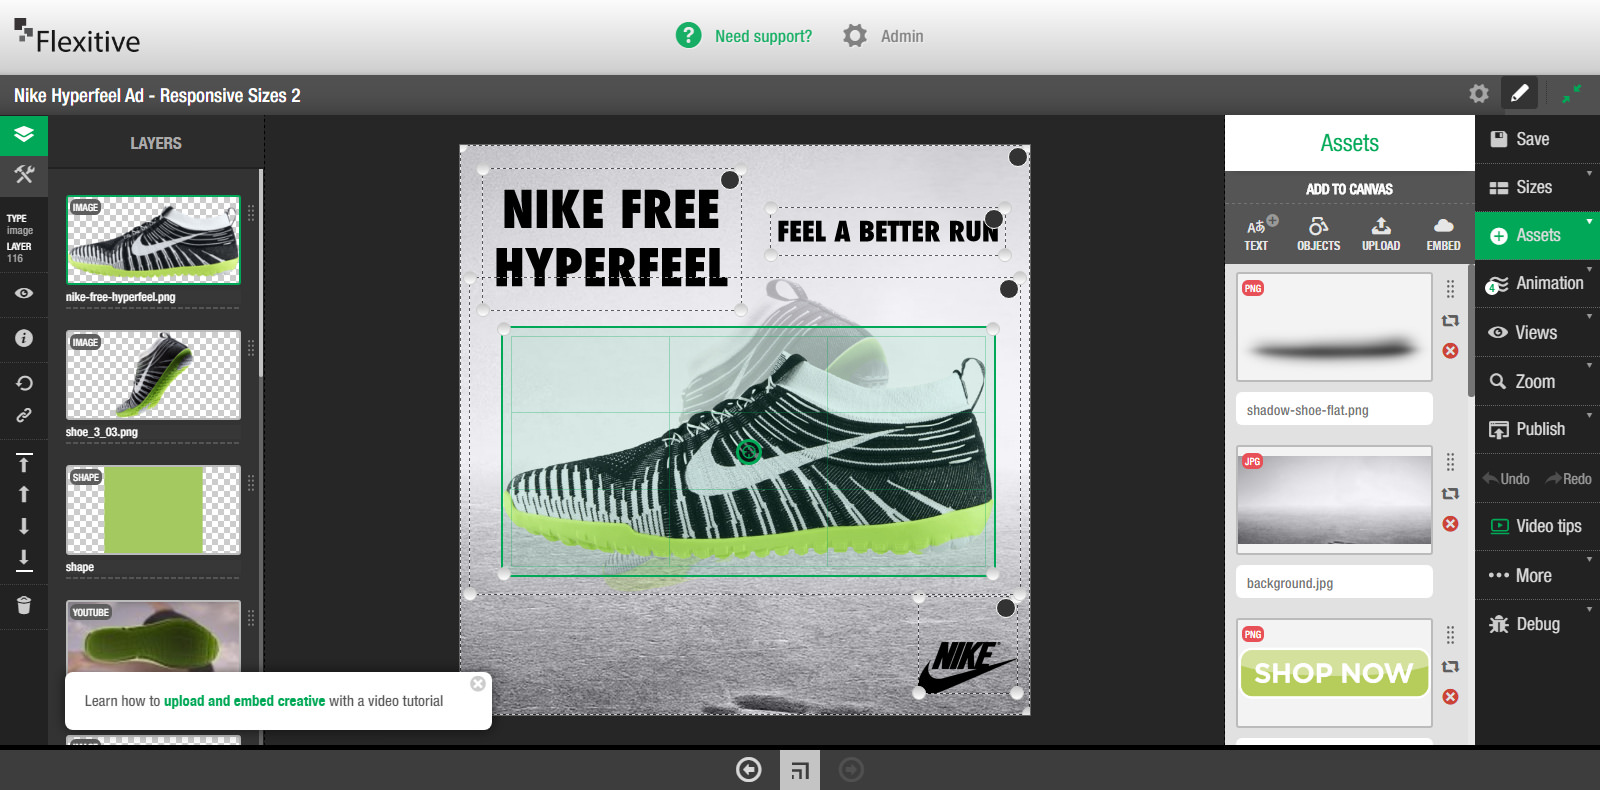 Flexitive
? Need support?
Admin
Nike Hyperfeel Ad - Responsive Sizes 2
LAYERS
TYPE
image
LAYER
116
IMAGE
nike-free-hyperfeel.png
IMAGE
shoe_3_03.png
SHAPE
shape
YOUTUBE
IMAGE
Learn how to upload and embed creative with a video tutorial
NIKE FREE
HYPERFEEL
FEEL A BETTER RUN
NIKE
Assets
ADD TO CANVAS
TEXT
OBJECTS
UPLOAD
EMBED
PNG
shadow-shoe-flat.png
JPG
background.jpg
PNG
SHOP NOW
Save
Sizes
Assets
4
Animation
Views
Zoom
Publish
Undo
Redo
Video tips
More
Debug